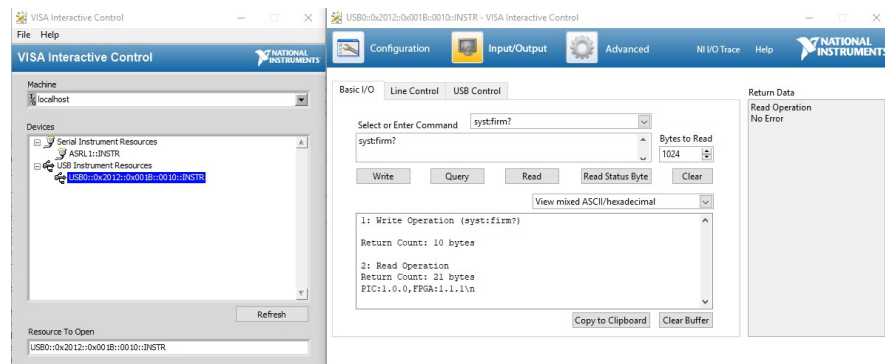 VISA Interactive Control
File Help
VISA Interactive Control
NATIONAL INSTRUMENTS
Machine
localhost
Devices
Serial Instrument Resources
ASRL1::INSTR
USB Instrument Resources
USB0::0x2012::0x001B::0010::INSTR
Refresh
Resource To Open
USB0::0x2012::0x001B::0010::INSTR
USB0::0x2012::0x001B::0010::INSTR - VISA Interactive Control
Configuration Input/Output Advanced NI I/O Trace Help
NATIONAL INSTRUMENTS
Basic I/O Line Control USB Control
Select or Enter Command syst:firm?
syst:firm?
Bytes to Read
1024
Write Query Read Read Status Byte Clear
View mixed ASCII/hexadecimal
1: Write Operation (syst:firm?)
Return Count: 10 bytes
2: Read Operation
Return Count: 21 bytes
PIC:1.0.0,FPGA:1.1.1\n
Copy to Clipboard Clear Buffer
Return Data
Read Operation
No Error